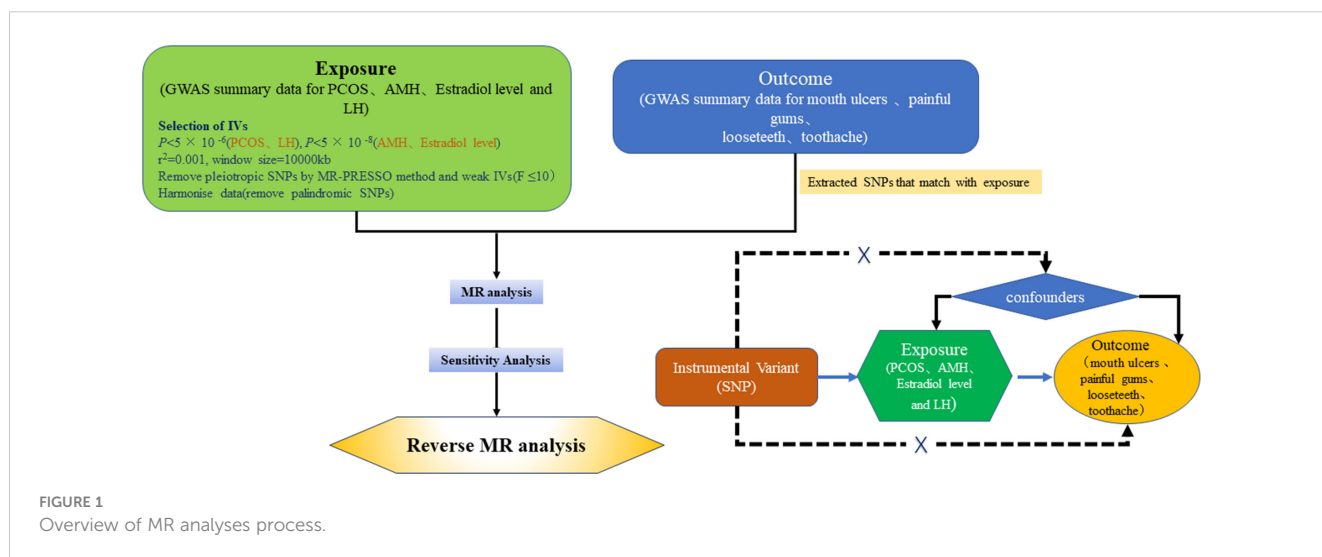 Exposure
(GWAS summary data for PCOS、AMH、Estradiol level and
LH)
Selection of IVs
P<5 × 10 -6(PCOS、LH), P<5 × 10 -8(AMH、Estradiol level)
r²=0.001, window size=10000kb
Remove pleiotropic SNPs by MR-PRESSO method and weak IVs(F ≤10）
Harmonise data(remove palindromic SNPs)
Outcome
(GWAS summary data for mouth ulcers 、painful
gums、
looseteeth、toothache）
Extracted SNPs that match with exposure
MR analysis
Sensitivity Analysis
Reverse MR analysis
X
confounders
Instrumental Variant
(SNP)
Exposure
(PCOS、AMH、
Estradiol level
and LH)
Outcome
（mouth ulcers 、
painful gums、
looseteeth、
toothache）
X
FIGURE 1
Overview of MR analyses process.